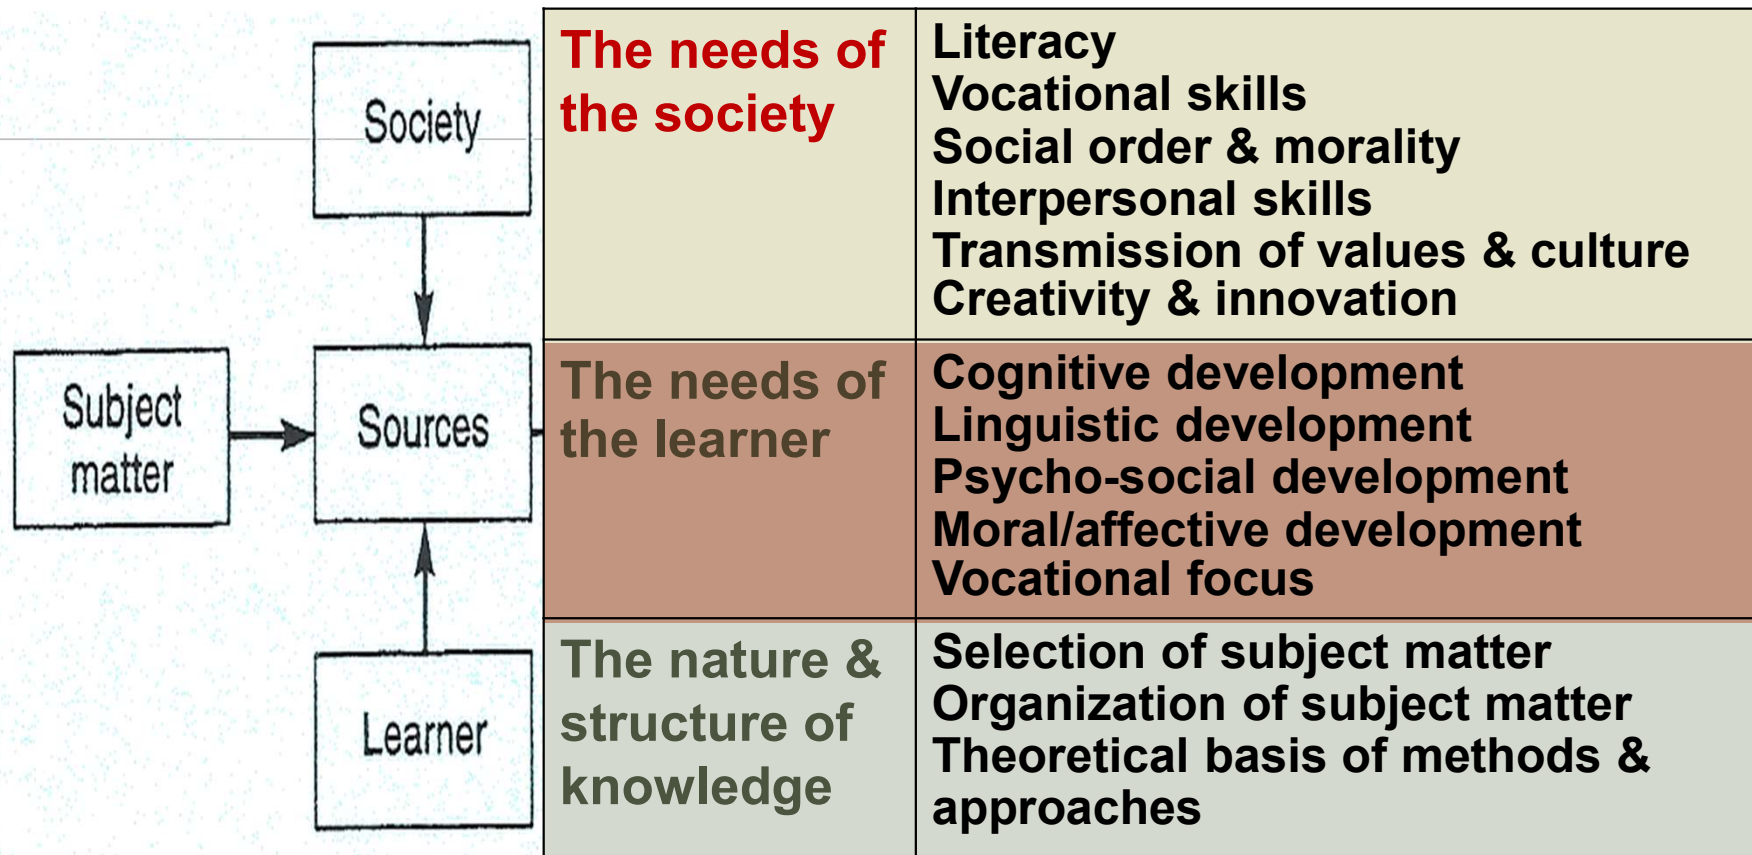 Society
Subject
matter
Sources
Learner
The needs of
the society
Literacy
Vocational skills
Social order & morality
Interpersonal skills
Transmission of values & culture
Creativity & innovation
The needs of
the learner
Cognitive development
Linguistic development
Psycho-social development
Moral/affective development
Vocational focus
The nature &
structure of
knowledge
Selection of subject matter
Organization of subject matter
Theoretical basis of methods &
approaches